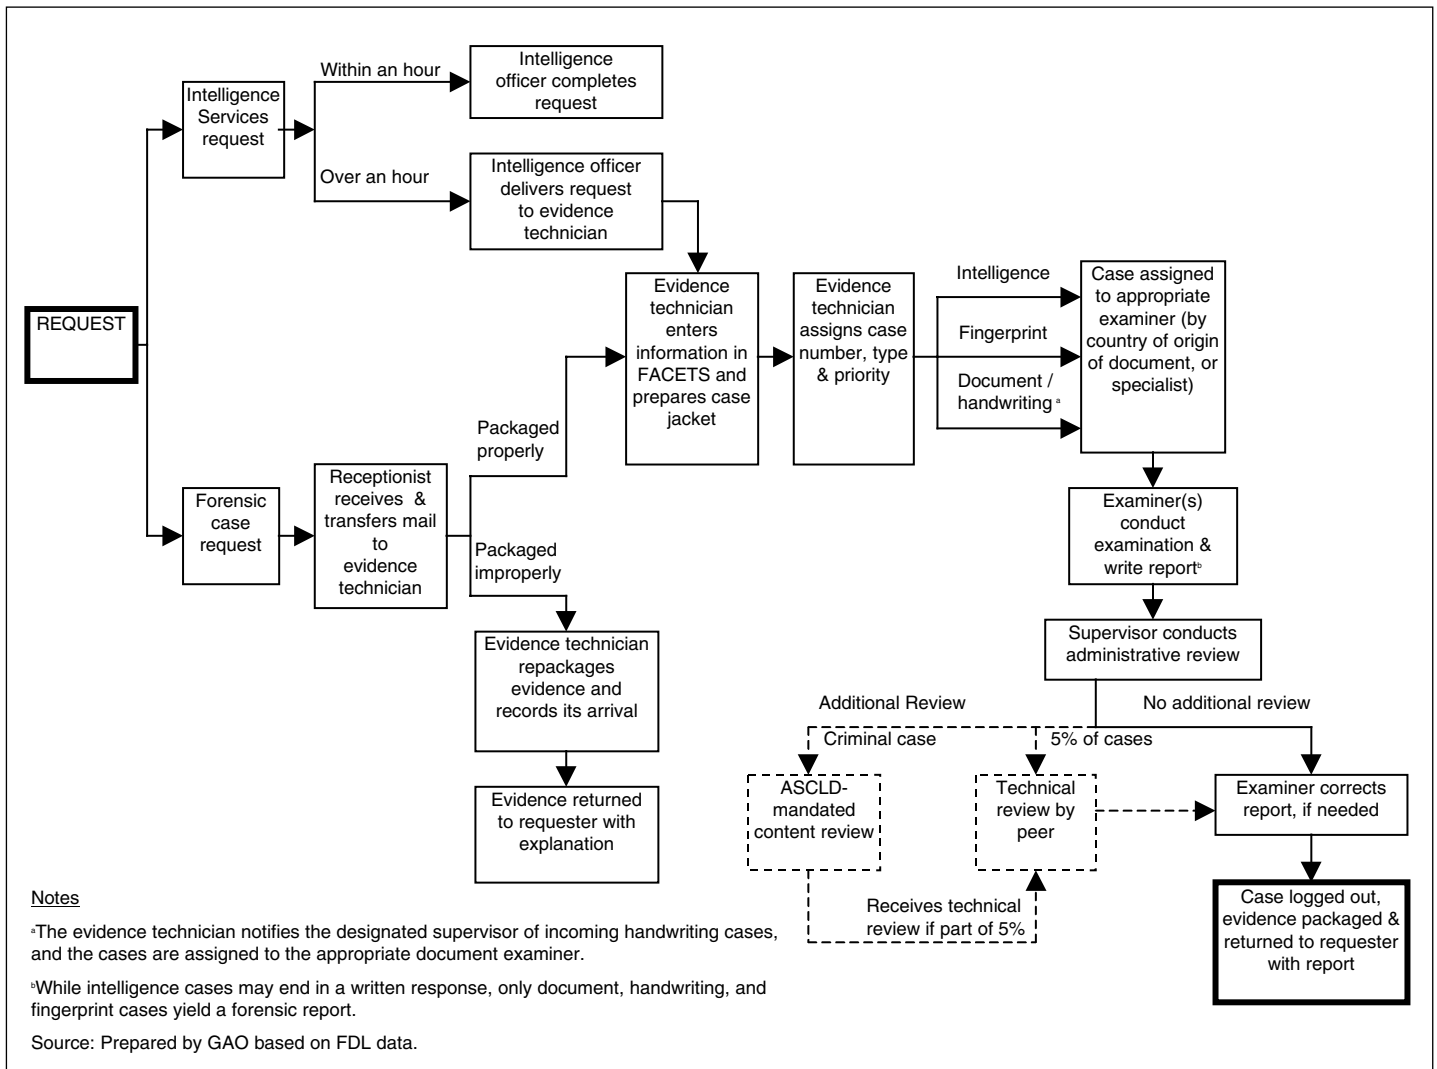 Within an hour
Intelligence
officer completes
request
Intelligence
Services
request
Over an hour
Intelligence officer
delivers request
to evidence
technician
REQUEST
Evidence
technician
enters
information in
FACETS and
prepares case
jacket
Evidence
technician
assigns case
number, type
& priority
Intelligence
Fingerprint
Document /
handwriting a
Case assigned
to appropriate
examiner (by
country of origin
of document, or
specialist)
Packaged
properly
Forensic
case
request
Receptionist
receives &
transfers mail
to
evidence
technician
Packaged
improperly
Examiner(s)
conduct
examination &
write reportb
Evidence technician
repackages
evidence and
records its arrival
Supervisor conducts
administrative review
Additional Review
No additional review
Criminal case
5% of cases
Evidence returned
to requester with
explanation
ASCLD-
mandated
content review
Technical
review by
peer
Examiner corrects
report, if needed
Receives technical
review if part of 5%
Case logged out,
evidence packaged &
returned to requester
with report
Notes
aThe evidence technician notifies the designated supervisor of incoming handwriting cases,
and the cases are assigned to the appropriate document examiner.
bWhile intelligence cases may end in a written response, only document, handwriting, and
fingerprint cases yield a forensic report.
Source: Prepared by GAO based on FDL data.